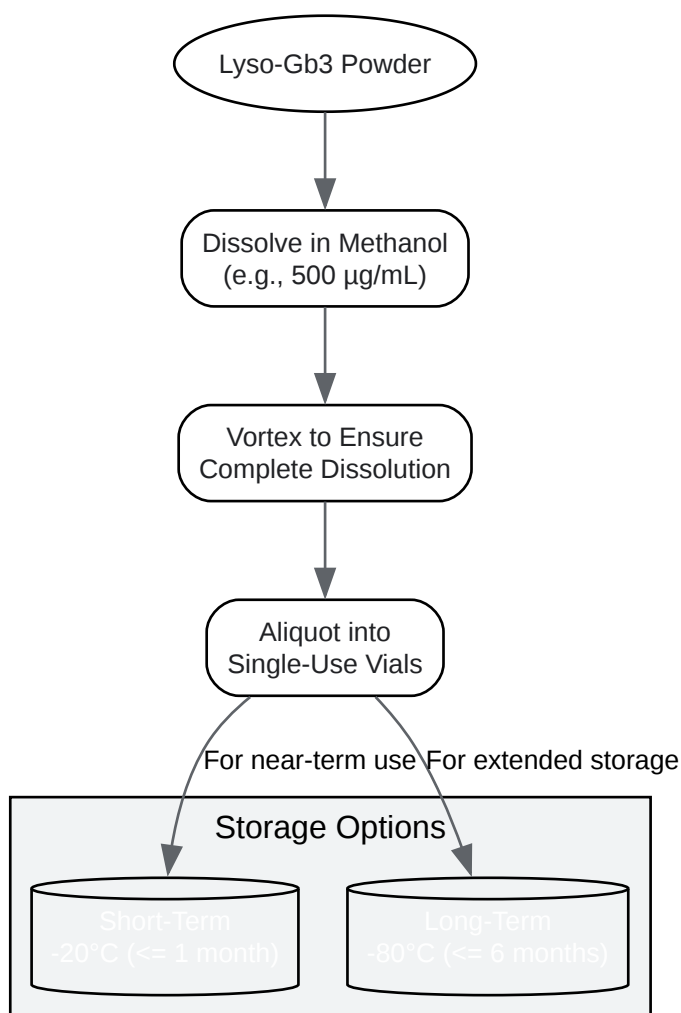 Lyso-Gb3 Powder
Dissolve in Methanol
(e.g., 500 µg/mL)
Vortex to Ensure
Complete Dissolution
Aliquot into
Single-Use Vials
For near-term use
For extended storage
Storage Options
Short-Term
-20°C (<= 1 month)
Long-Term
-80°C (<= 6 months)